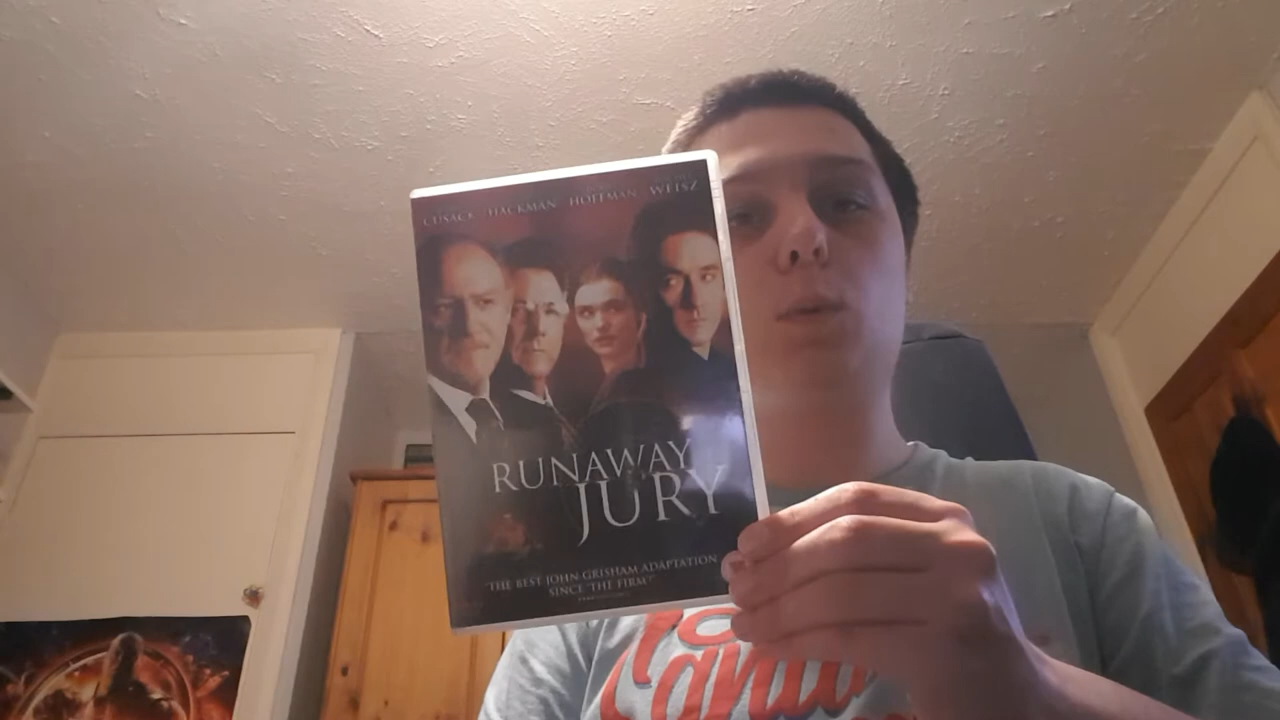 CUSACK HACKMAN HOFFMAN WEISZ
RUNAWAY
JURY
"THE BEST JOHN GRISHAM ADAPTATION
SINCE "THE FIRM"